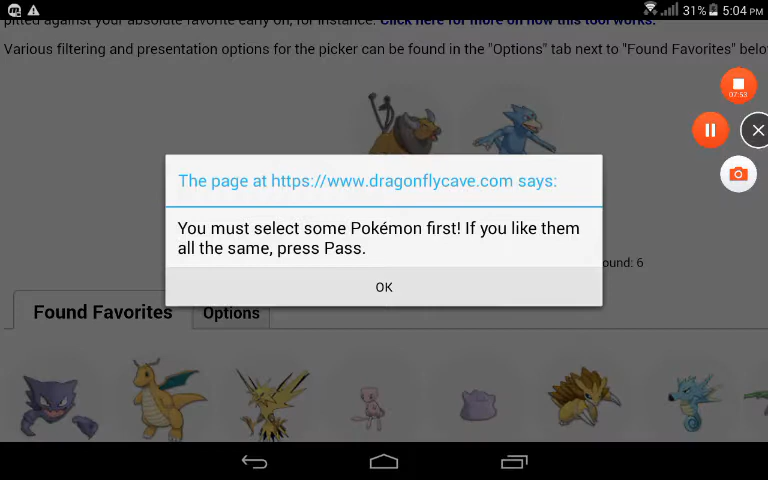 31% 5:04 PM
pitted against your absolute favorite early on, for instance. Click here for more on how this tool works.
Various filtering and presentation options for the picker can be found in the "Options" tab next to "Found Favorites" belo
07:53
The page at https://www.dragonflycave.com says:
You must select some Pokémon first! If you like them
all the same, press Pass.
ound: 6
OK
Found Favorites Options